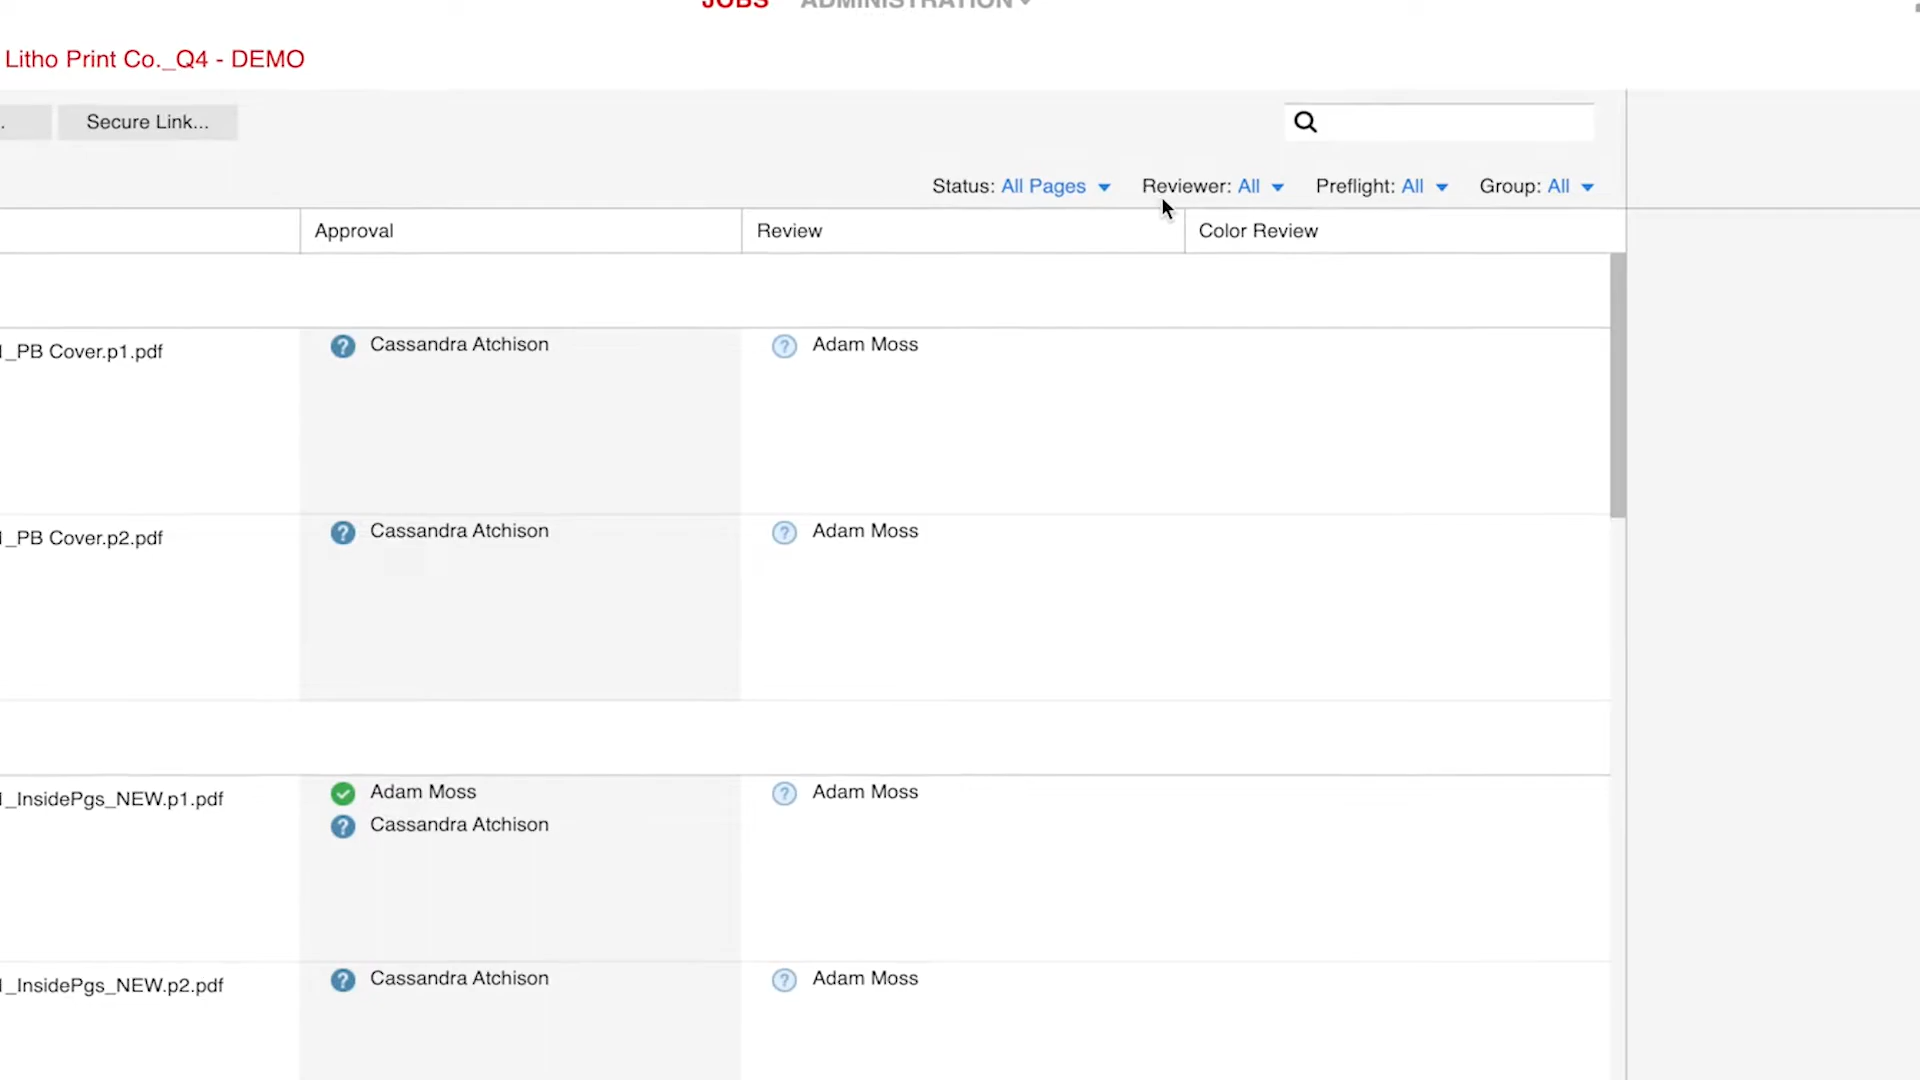 JOBS ADMINISTRATION
Litho Print Co._Q4 - DEMO
Secure Link...
Status: All Pages Reviewer: All Preflight: All Group: All
Approval Review Color Review
_PB Cover.p1.pdf Cassandra Atchison Adam Moss
_PB Cover.p2.pdf Cassandra Atchison Adam Moss
_InsidePgs_NEW.p1.pdf Adam Moss Adam Moss
Cassandra Atchison
_InsidePgs_NEW.p2.pdf Cassandra Atchison Adam Moss